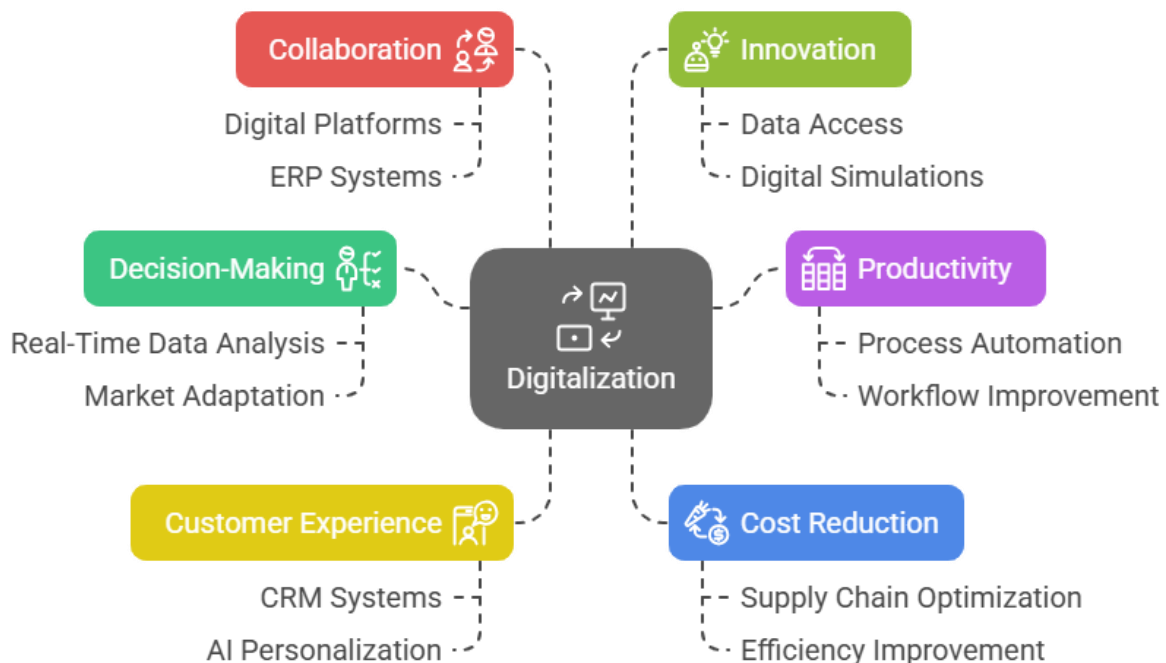 Collaboration
Digital Platforms
ERP Systems
Innovation
Data Access
Digital Simulations
Decision-Making
Real-Time Data Analysis
Market Adaptation
Digitalization
Productivity
Process Automation
Workflow Improvement
Customer Experience
CRM Systems
AI Personalization
Cost Reduction
Supply Chain Optimization
Efficiency Improvement